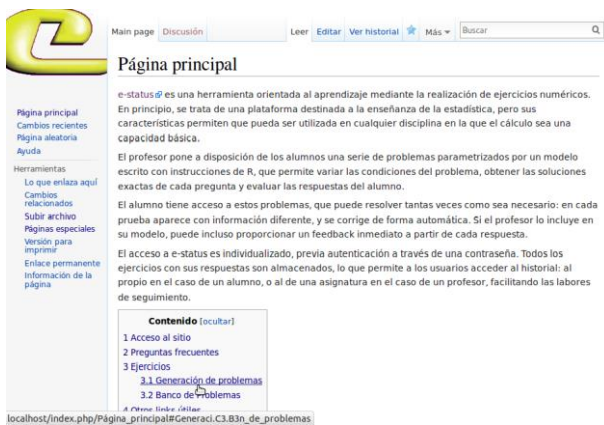 Main page Discusión Leer Editar Ver historial Más Buscar
Página principal
Página principal
Cambios recientes
Página aleatoria
Ayuda
Herramientas
Lo que enlaza aquí
Cambios
relacionados
Subir archivo
Páginas especiales
Versión para
imprimir
Enlace permanente
Información de la
página
e-status es una herramienta orientada al aprendizaje mediante la realización de ejercicios numéricos.
En principio, se trata de una plataforma destinada a la enseñanza de la estadística, pero sus
características permiten que pueda ser utilizada en cualquier disciplina en la que el cálculo sea una
capacidad básica.
El profesor pone a disposición de los alumnos una serie de problemas parametrizados por un modelo
escrito con instrucciones de R, que permite variar las condiciones del problema, obtener las soluciones
exactas de cada pregunta y evaluar las respuestas del alumno.
El alumno tiene acceso a estos problemas, que puede resolver tantas veces como sea necesario: en cada
prueba aparece con información diferente, y se corrige de forma automática. Si el profesor lo incluye en
su modelo, puede incluso proporcionar un feedback inmediato a partir de cada respuesta.
El acceso a e-status es individualizado, previa autenticación a través de una contraseña. Todos los
ejercicios con sus respuestas son almacenados, lo que permite a los usuarios acceder al historial: al
propio en el caso de un alumno, o al de una asignatura en el caso de un profesor, facilitando las labores
de seguimiento.
Contenido [ocultar]
1 Acceso al sitio
2 Preguntas frecuentes
3 Ejercicios
3.1 Generación de problemas
3.2 Banco de problemas
4 Otros links útiles
localhost/index.php/Página_principal#Generaci.C3.B3n_de_problemas